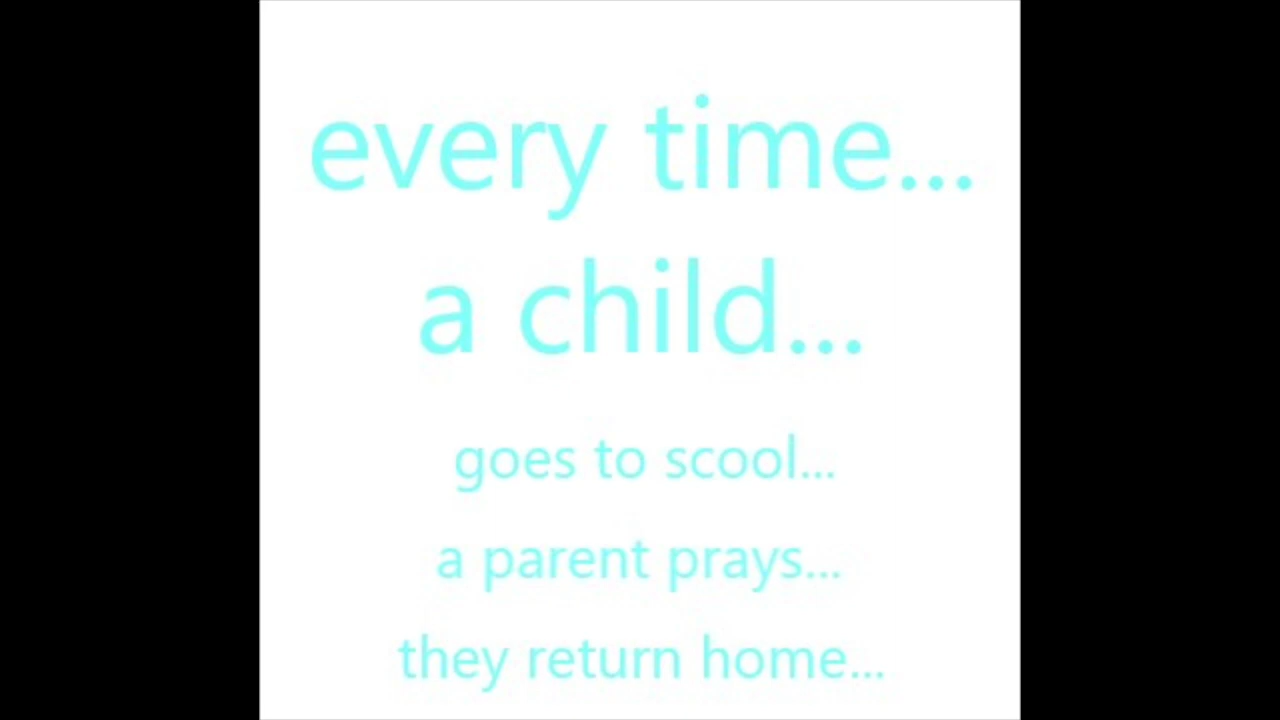 every time...
a child...
goes to scool...
a parent prays...
they return home...